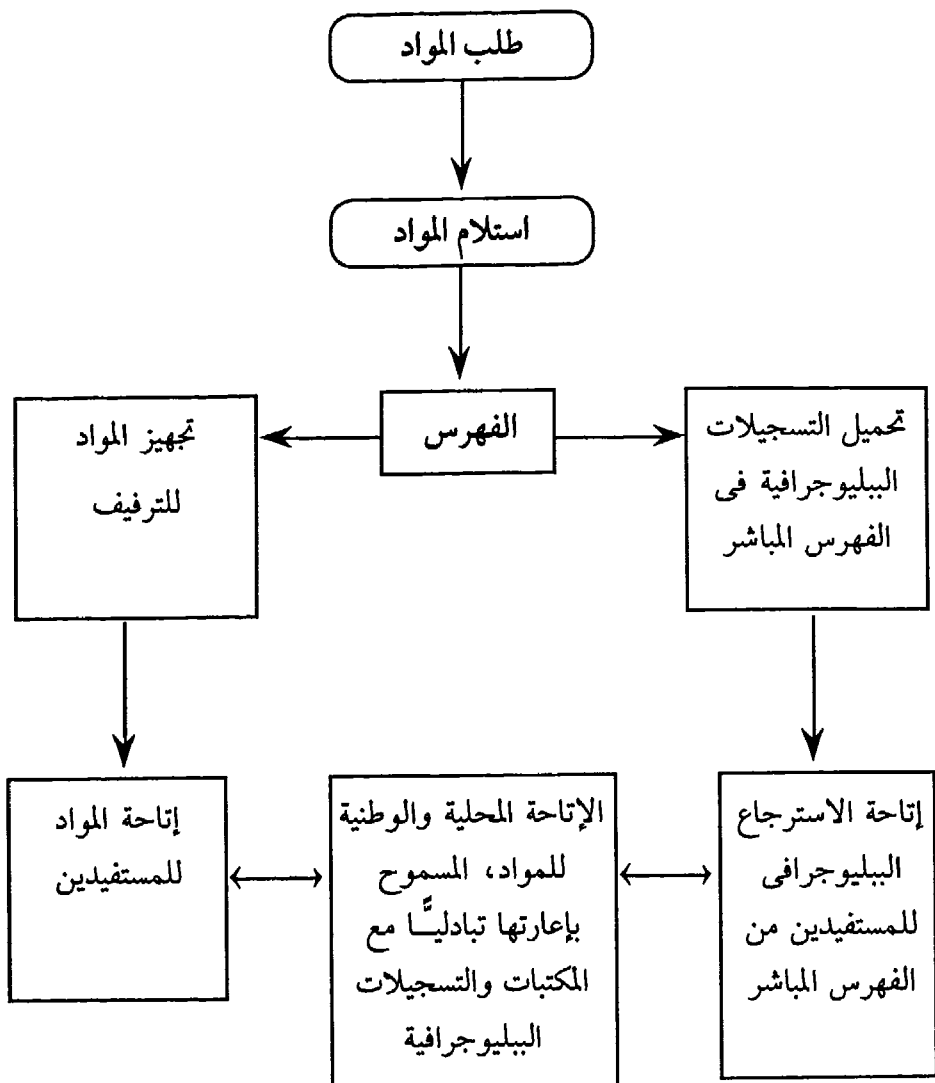 طلب المواد
استلام المواد
الفهرس
تحميل التسجيلات
الببليوجرافية فى
الفهرس المباشر
تجهيز المواد
للترفيف
إتاحة الاسترجاع
الببليوجرافى
للمستفيدين من
الفهرس المباشر
الإتاحة المحلية والوطنية
للمواد، المسموح
بإعارتها تبادليًّا مع
المكتبات والتسجيلات
الببليوجرافية
إتاحة المواد
للمستفيدين